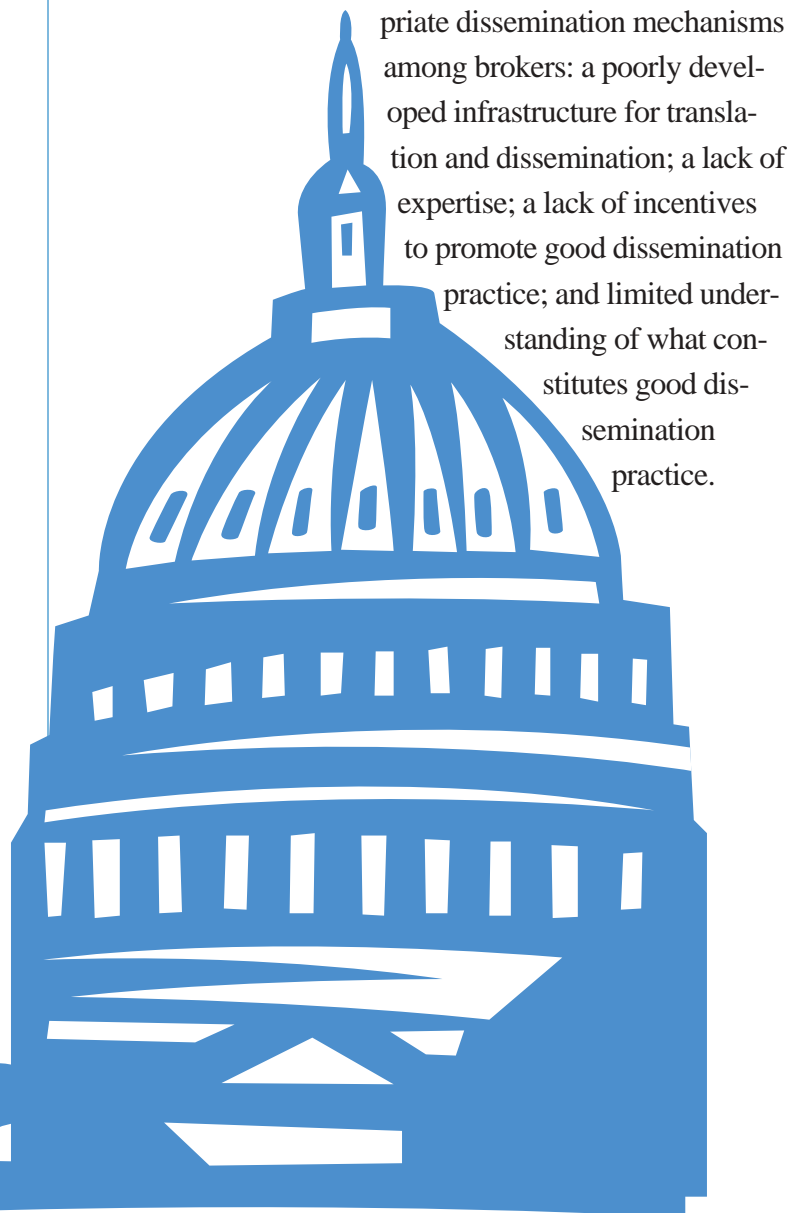 priate dissemination mechanisms
among brokers: a poorly devel-
oped infrastructure for transla-
tion and dissemination; a lack of
expertise; a lack of incentives
to promote good dissemination
practice; and limited under-
standing of what con-
stitutes good dis-
semination
practice.